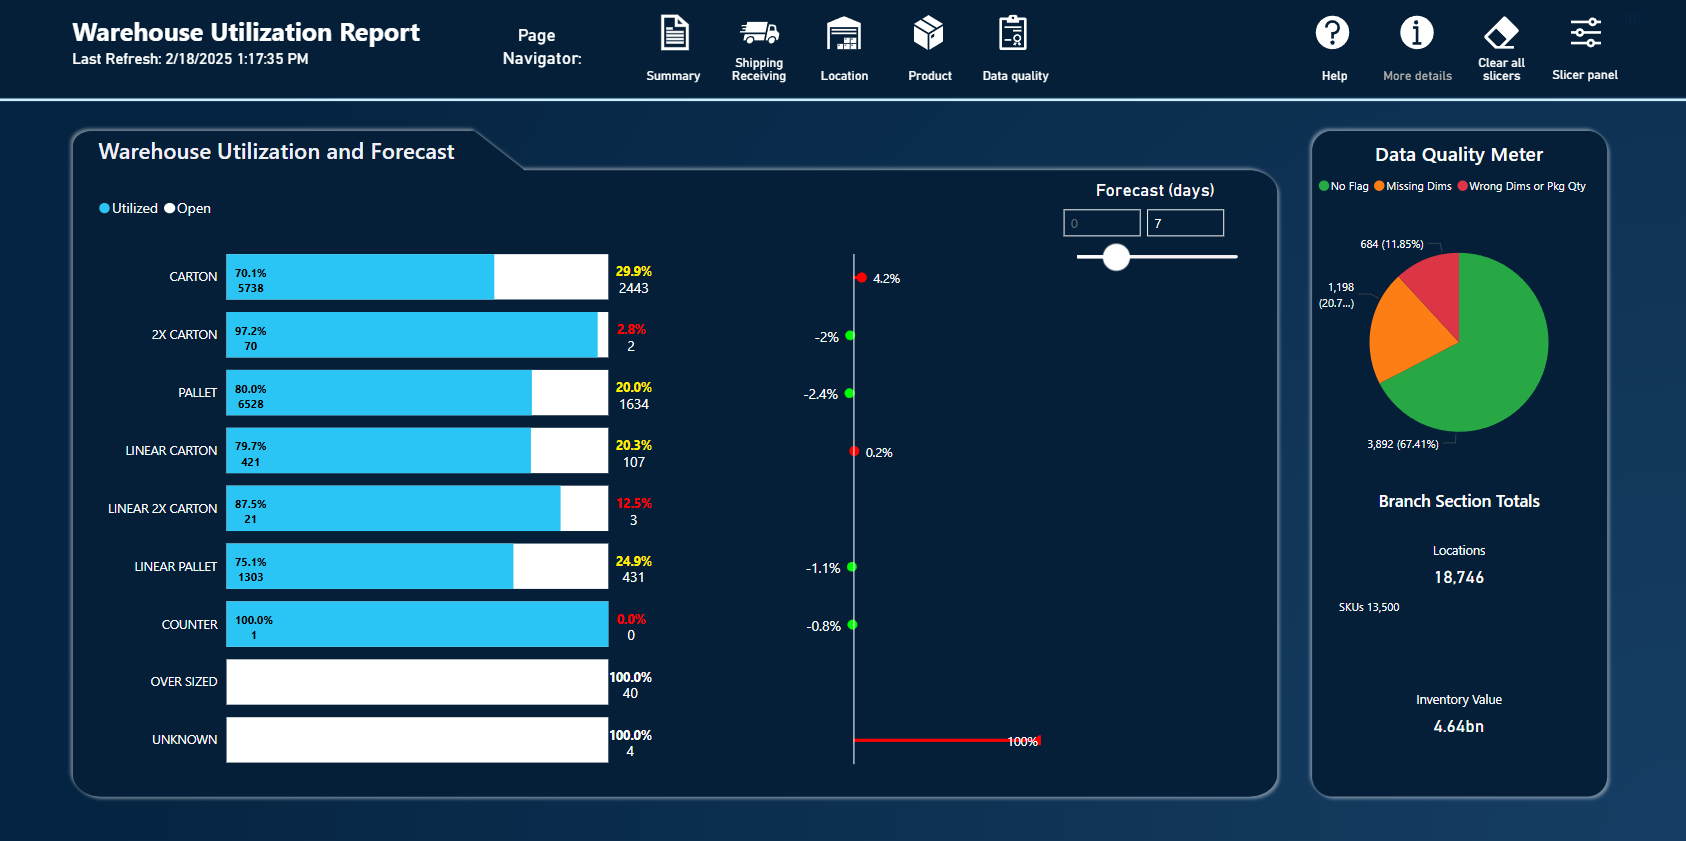 Warehouse Utilization Report
Last Refresh: 2/18/2025 1:17:35 PM
Page
Navigator:
Summary
Shipping
Receiving
Location
Product
Data quality
Help
More details
Clear all
slicers
Slicer panel
Warehouse Utilization and Forecast
Utilized Open
Forecast (days)
0 7
CARTON 70.1% 29.9%
5738 2443
4.2%
2X CARTON 97.2% 2.8%
70 2
-2%
PALLET 80.0% 20.0%
6528 1634
-2.4%
LINEAR CARTON 79.7% 20.3%
421 107
0.2%
LINEAR 2X CARTON 87.5% 12.5%
21 3
LINEAR PALLET 75.1% 24.9%
1303 431
-1.1%
COUNTER 100.0% 0.0%
1 0
-0.8%
OVER SIZED 100.0%
40
UNKNOWN 100.0%
4
100%
Data Quality Meter
No Flag Missing Dims Wrong Dims or Pkg Qty
684 (11.85%)
1,198
(20.7...)
3,892 (67.41%)
Branch Section Totals
Locations
18,746
SKUs 13,500
Inventory Value
4.64bn